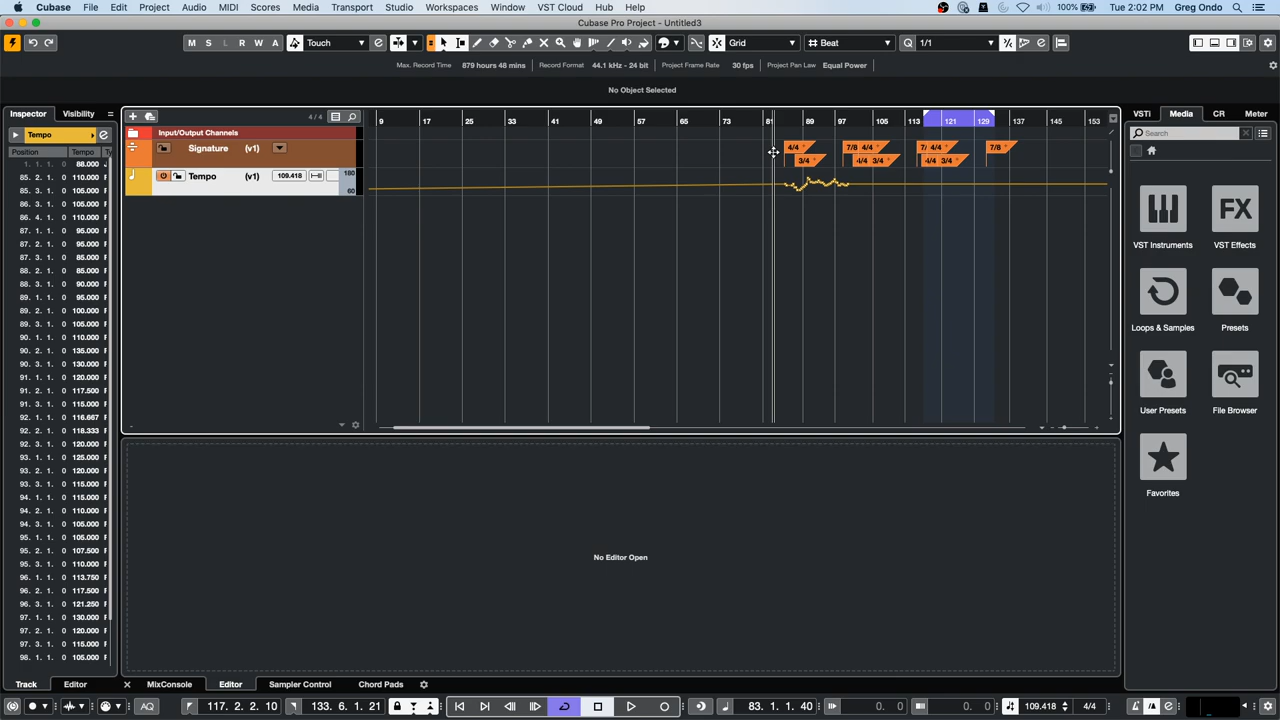 Cubase File Edit Project Audio MIDI Scores Media Transport Studio Workspaces Window VST Cloud Hub Help 100% Tue 2:02 PM Greg Ondo
Cubase Pro Project - Untitled3
M S L R W A Touch Grid Beat Q 1/1
Max. Record Time 879 hours 48 mins Record Format 44.1 kHz - 24 bit Project Frame Rate 30 fps Project Pan Law Equal Power
No Object Selected
Inspector Visibility
4/4 9 17 25 33 41 49 57 65 73 81 89 97 105 113 121 129 137 145 153
VSTi Media CR Meter
Tempo
Input/Output Channels
Search
Position Tempo
Signature (v1)
4/4 7/8 4/4 7/ 4/4 7/8
3/4 4/4 3/4 4/4 3/4
Tempo (v1) 109.418 180
60
1. 1. 1. 0 88.000
85. 2. 1. 0 110.000 F
85. 3. 1. 0 105.000 F
86. 3. 1. 0 105.000 F
86. 4. 1. 0 110.000 F
87. 1. 1. 0 95.000 F
87. 2. 1. 0 95.000 F
87. 3. 1. 0 85.000 F
88. 2. 1. 0 85.000 F
88. 3. 1. 0 90.000 F
89. 1. 1. 0 95.000 F
89. 2. 1. 0 100.000 F
89. 3. 1. 0 105.000 F
90. 1. 1. 0 110.000 F
90. 2. 1. 0 135.000 F
90. 3. 1. 0 130.000 F
91. 1. 1. 0 120.000 F
91. 2. 1. 0 117.500 F
91. 3. 1. 0 115.000 F
92. 1. 1. 0 116.667 F
92. 2. 1. 0 118.333 F
92. 3. 1. 0 120.000 F
93. 1. 1. 0 125.000 F
93. 2. 1. 0 120.000 F
93. 3. 1. 0 115.000 F
94. 1. 1. 0 115.000 F
94. 2. 1. 0 110.000 F
94. 3. 1. 0 105.000 F
95. 1. 1. 0 105.000 F
95. 2. 1. 0 107.500 F
95. 3. 1. 0 110.000 F
96. 1. 1. 0 113.750 F
96. 2. 1. 0 117.500 F
96. 3. 1. 0 121.250 F
97. 1. 1. 0 130.000 F
97. 2. 1. 0 120.000 F
97. 3. 1. 0 115.000 F
98. 1. 1. 0 105.000 F
FX
VST Instruments VST Effects
Loops & Samples Presets
User Presets File Browser
Favorites
No Editor Open
Track Editor MixConsole Editor Sampler Control Chord Pads
AQ 117. 2. 2. 10 133. 6. 1. 21 83. 1. 1. 40 0. 0 0. 0 109.418 4/4